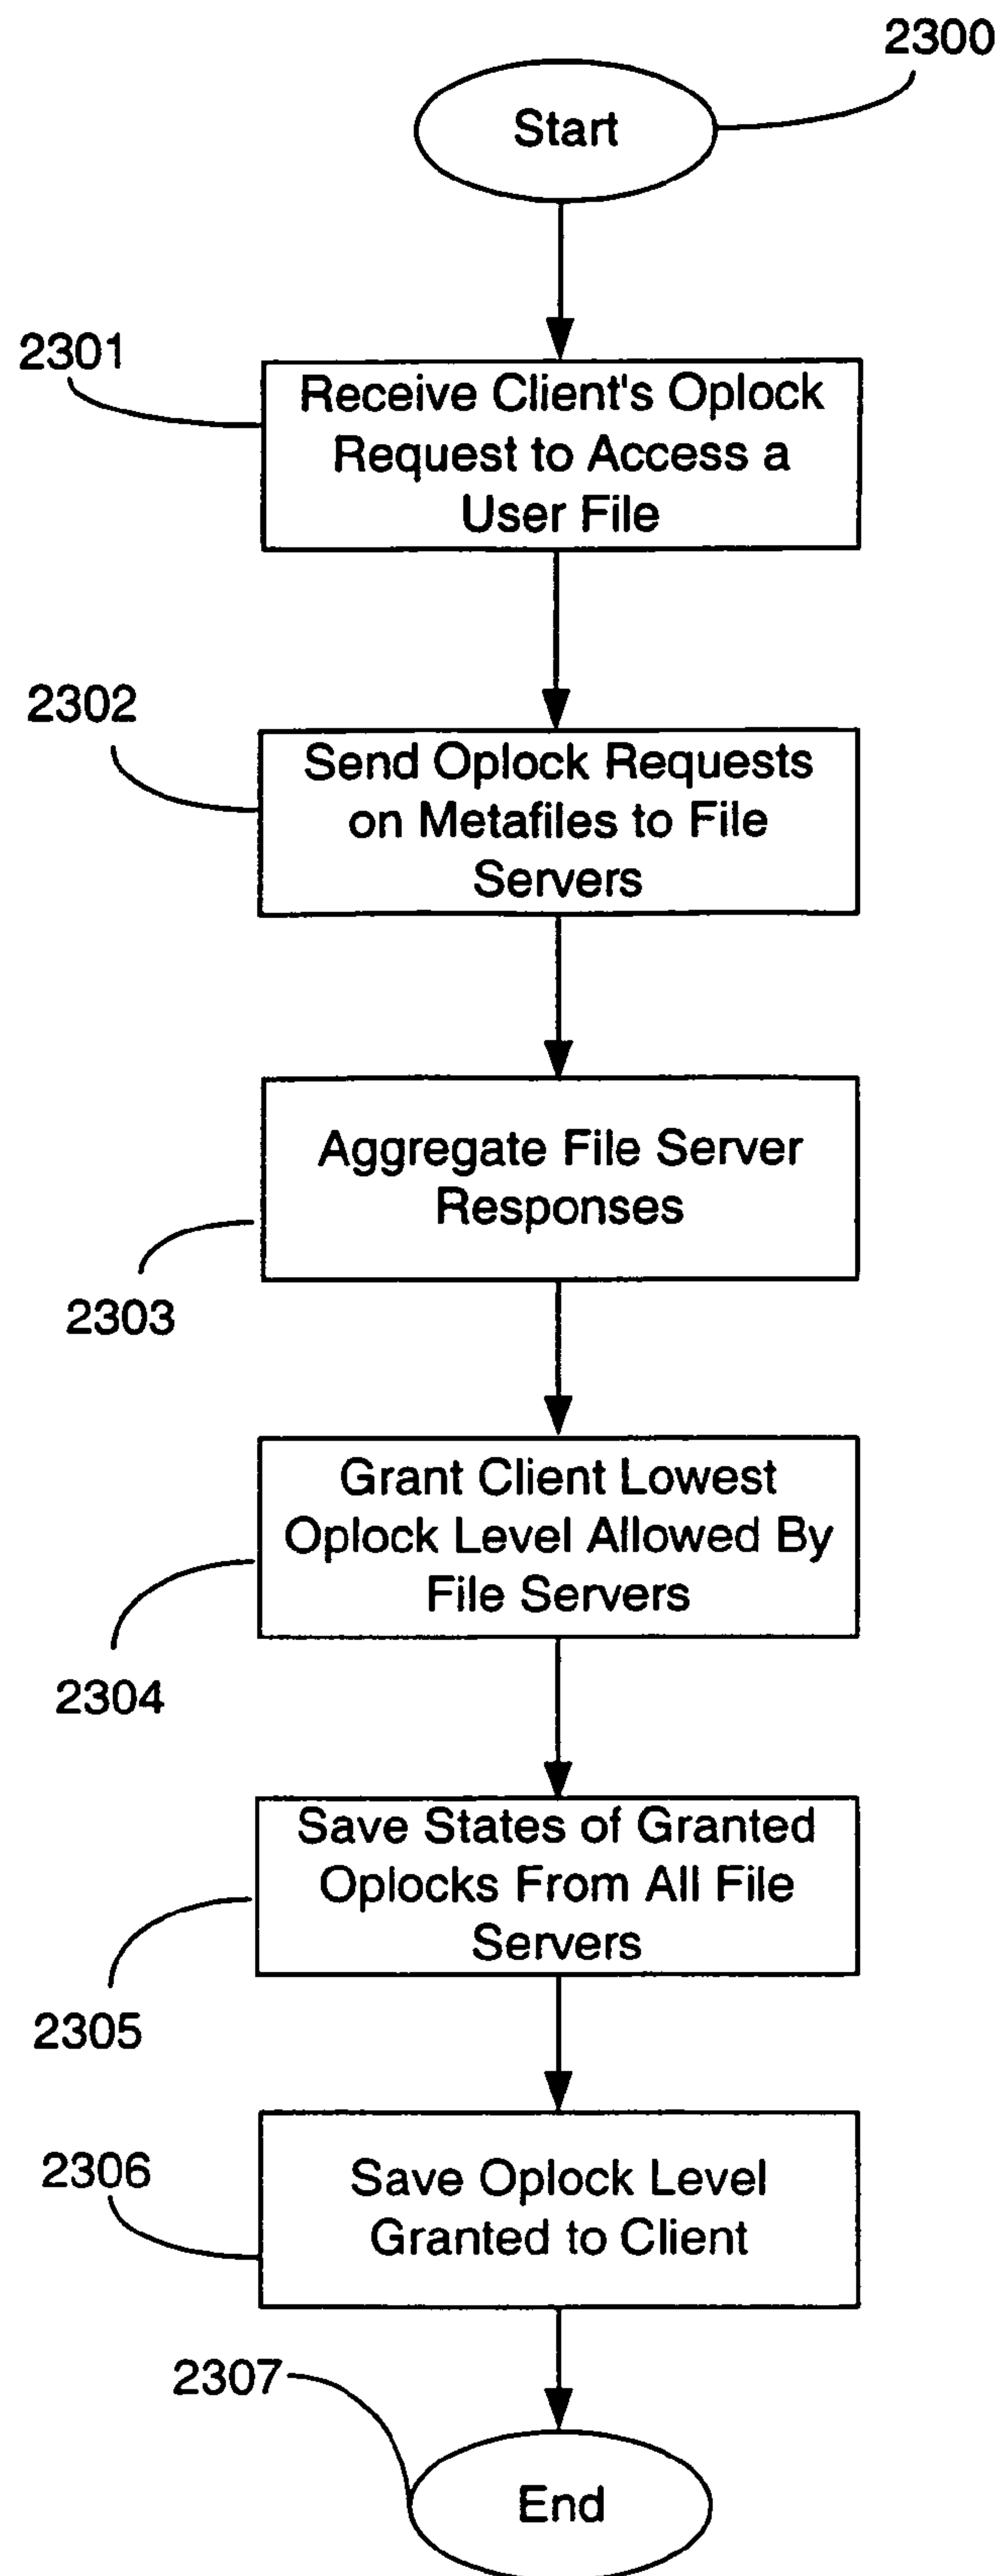 2300
Start
2301
Receive Client's Oplock
Request to Access a
User File
2302
Send Oplock Requests
on Metafiles to File
Servers
Aggregate File Server
Responses
2303
Grant Client Lowest
Oplock Level Allowed By
File Servers
2304
Save States of Granted
Oplocks From All File
Servers
2305
2306
Save Oplock Level
Granted to Client
2307
End